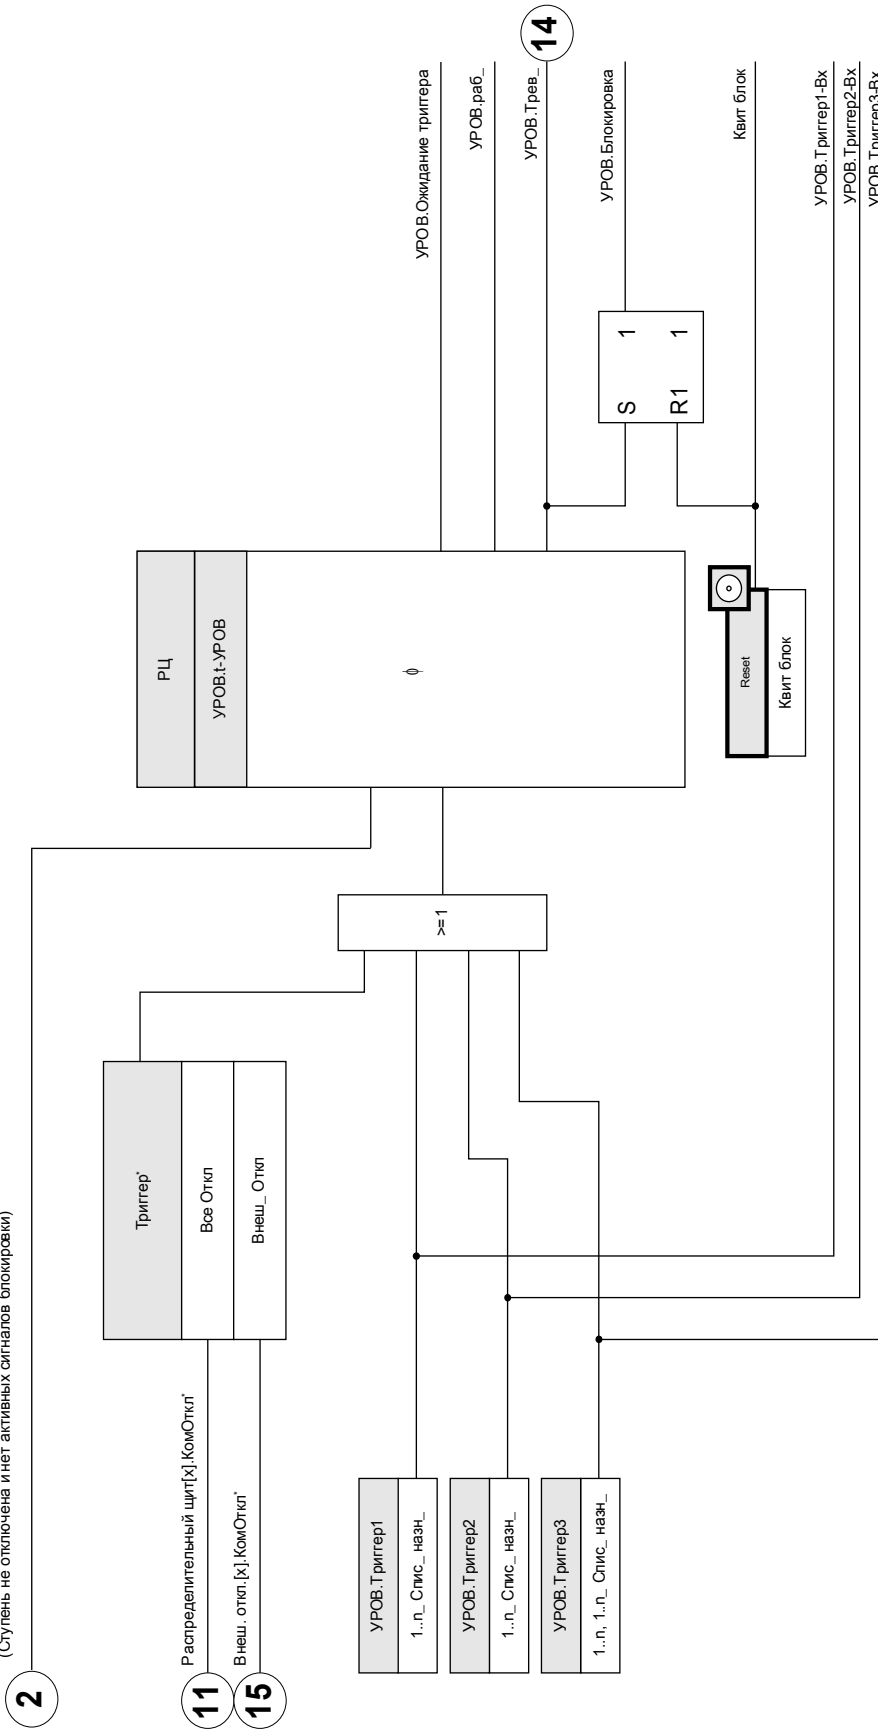 (Ступень не отключена и нет активных сигналов блокировки)
2
Распределительный щит[x].КомОткл*
11
Внеш. откл.[x].КомОткл*
15
Триггер*
Все Откл
Внеш_ Откл
УРОВ.Триггер1
1..n_ Спис_ назн_
УРОВ.Триггер2
1..n_ Спис_ назн_
УРОВ.Триггер3
1..n, 1..n_ Спис_ назн_
>=1
РЦ
УРОВ.t-УРОВ
ф
УРОВ.Ожидание триггера
УРОВ.раб_
УРОВ.Трев_
14
S 1
R1 1
УРОВ.Блокировка
Reset
Квит блок
Квит блок
УРОВ.Триггер1-Вх
УРОВ.Триггер2-Вх
УРОВ.Триггер3-Вх